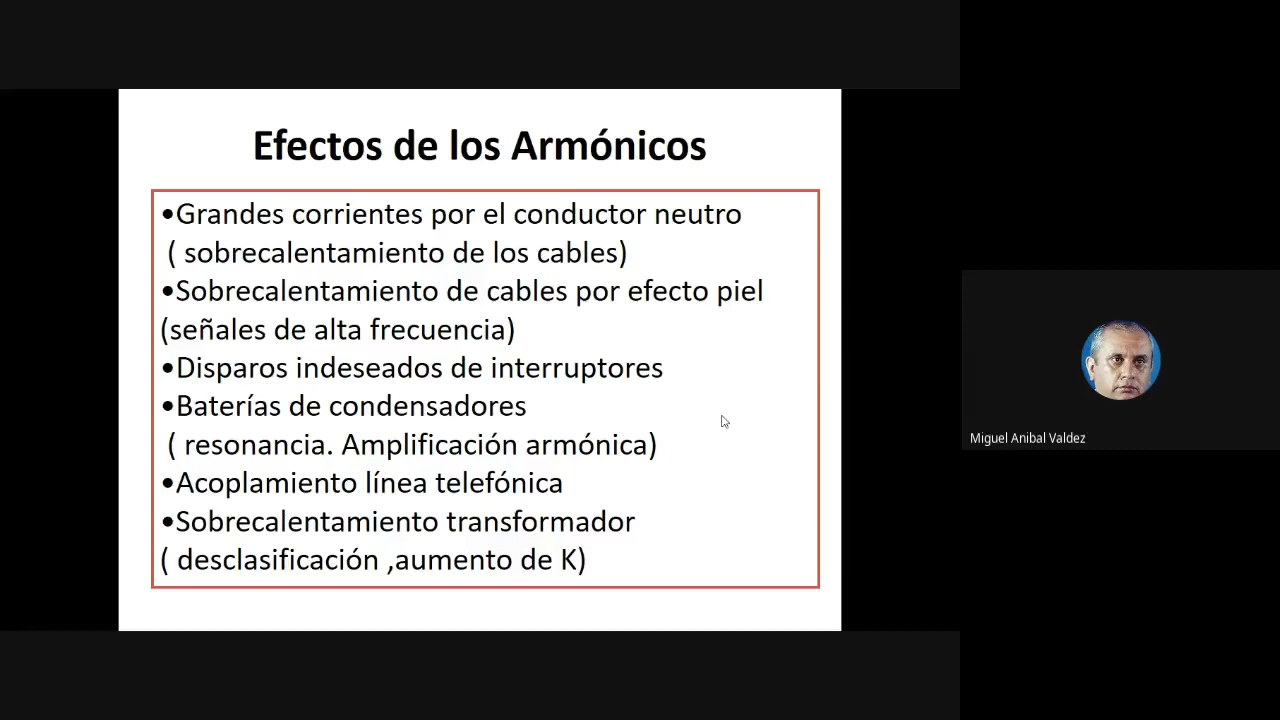 Efectos de los Armónicos
•Grandes corrientes por el conductor neutro
( sobrecalentamiento de los cables)
•Sobrecalentamiento de cables por efecto piel
(señales de alta frecuencia)
•Disparos indeseados de interruptores
•Baterías de condensadores
( resonancia. Amplificación armónica)
•Acoplamiento línea telefónica
•Sobrecalentamiento transformador
( desclasificación ,aumento de K)
Miguel Anibal Valdez